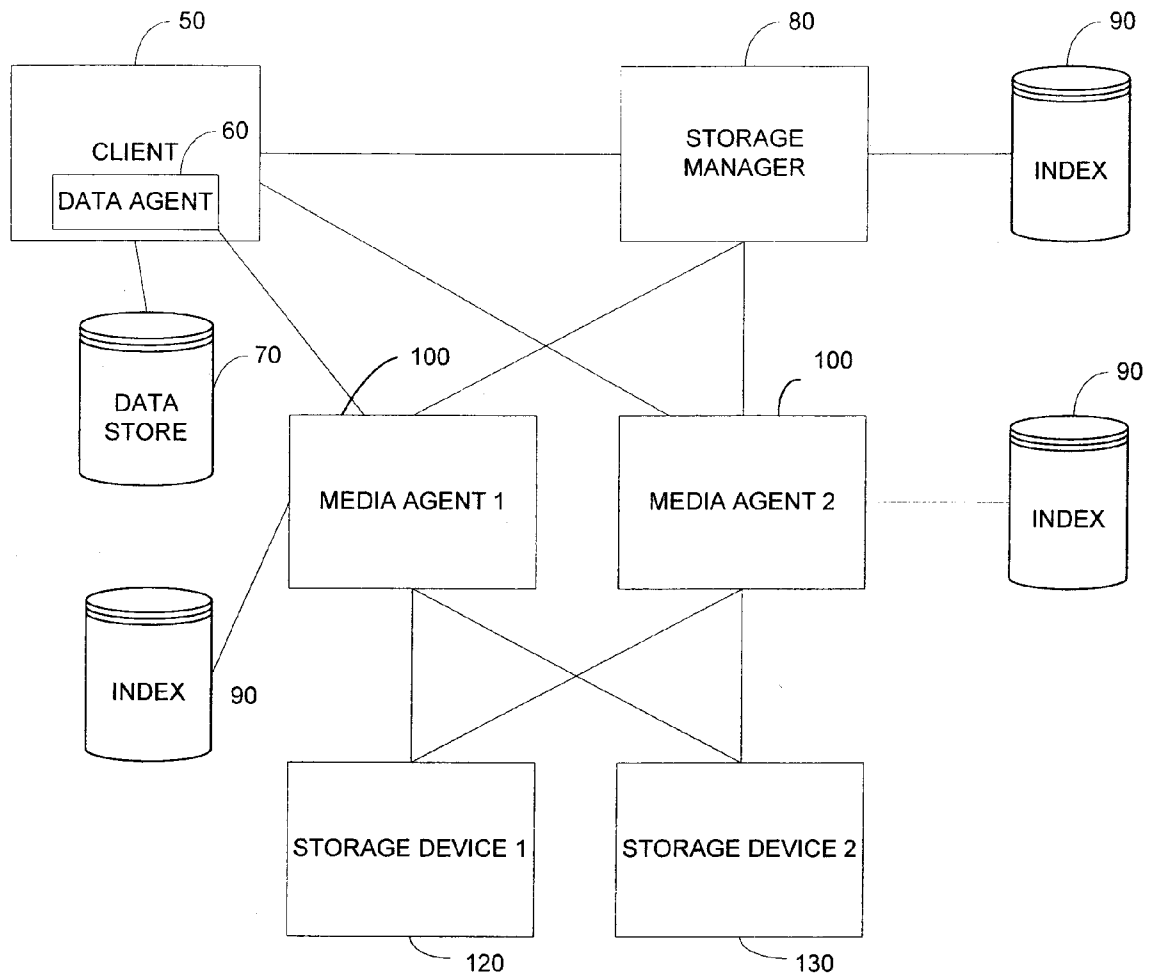 50
80
90
CLIENT
60
DATA AGENT
STORAGE
MANAGER
INDEX
70
DATA
STORE
100
100
90
MEDIA AGENT 1
MEDIA AGENT 2
INDEX
INDEX
90
STORAGE DEVICE 1
STORAGE DEVICE 2
120
130